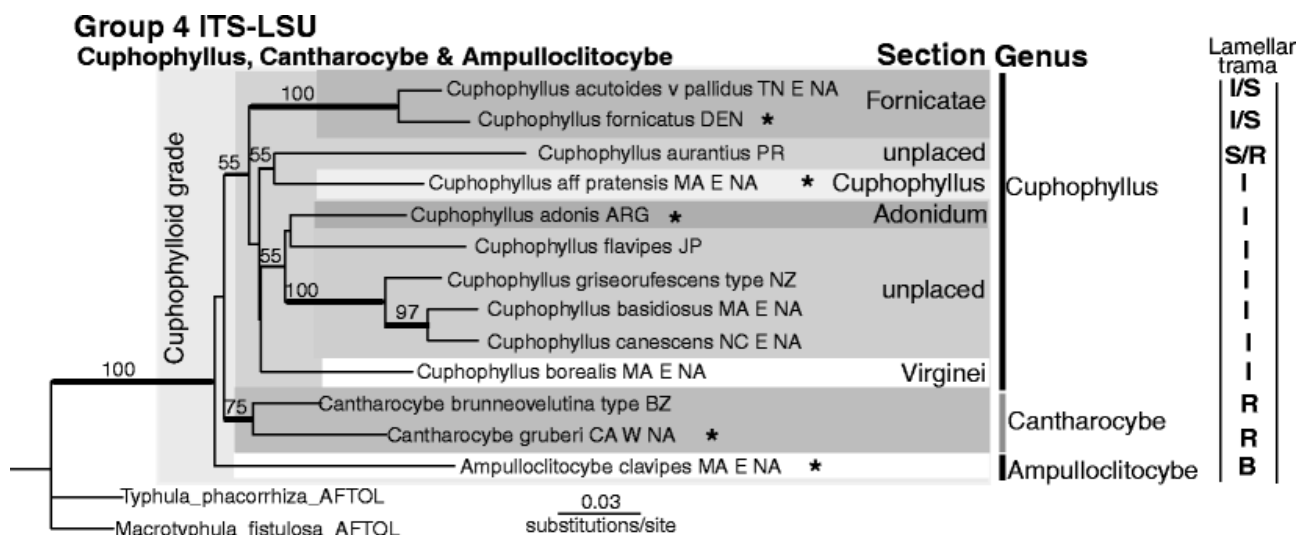 Group 4 ITS-LSU
Cuphophyllus, Cantharocybe & Ampulloclitocybe
Section Genus
Lamellar
trama
Cuphophylloid grade
100
Cuphophyllus acutoides v pallidus TN E NA
Fornicatae
I/S
Cuphophyllus fornicatus DEN *
I/S
55
55
Cuphophyllus aurantius PR
unplaced
S/R
Cuphophyllus aff pratensis MA E NA *
Cuphophyllus
Cuphophyllus
I
Cuphophyllus adonis ARG *
Adonidum
I
55
Cuphophyllus flavipes JP
I
100
Cuphophyllus griseorufescens type NZ
unplaced
I
97
Cuphophyllus basidiosus MA E NA
I
Cuphophyllus canescens NC E NA
I
Cuphophyllus borealis MA E NA
Virginei
I
100
75
Cantharocybe brunneovelutina type BZ
R
Cantharocybe
Cantharocybe gruberi CA W NA *
R
Ampulloclitocybe clavipes MA E NA *
Ampulloclitocybe
B
Typhula_phacorrhiza_AFTOL
0.03
substitutions/site
Macrotyphula_fistulosa_AFTOL